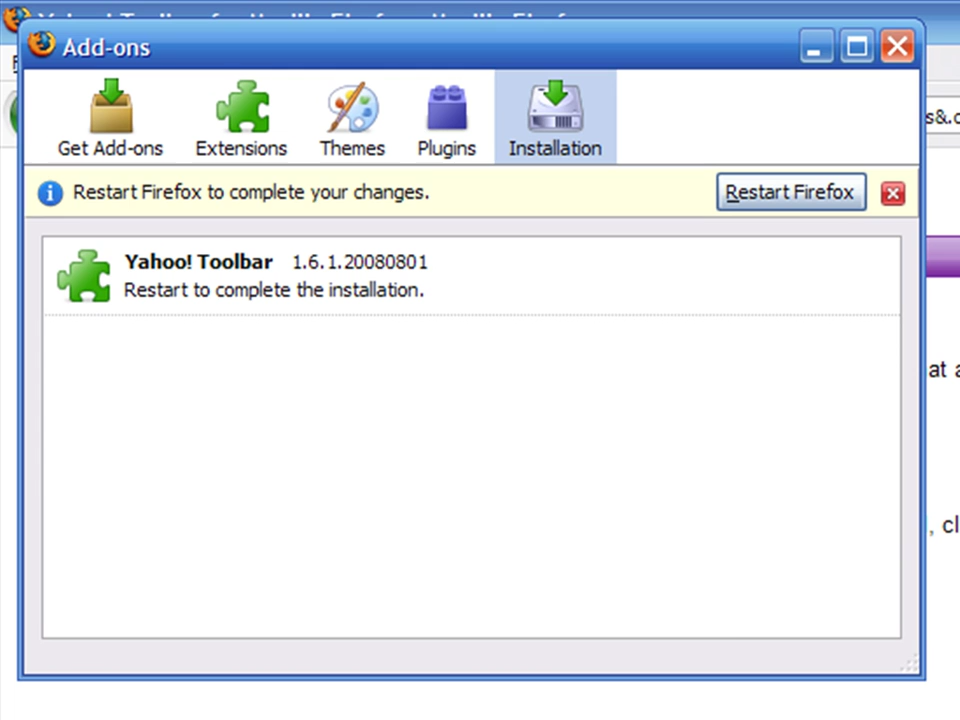 Add-ons
Get Add-ons Extensions Themes Plugins Installation
s&.c
Restart Firefox to complete your changes. Restart Firefox
Yahoo! Toolbar 1.6.1.20080801
Restart to complete the installation.
at a
, cl